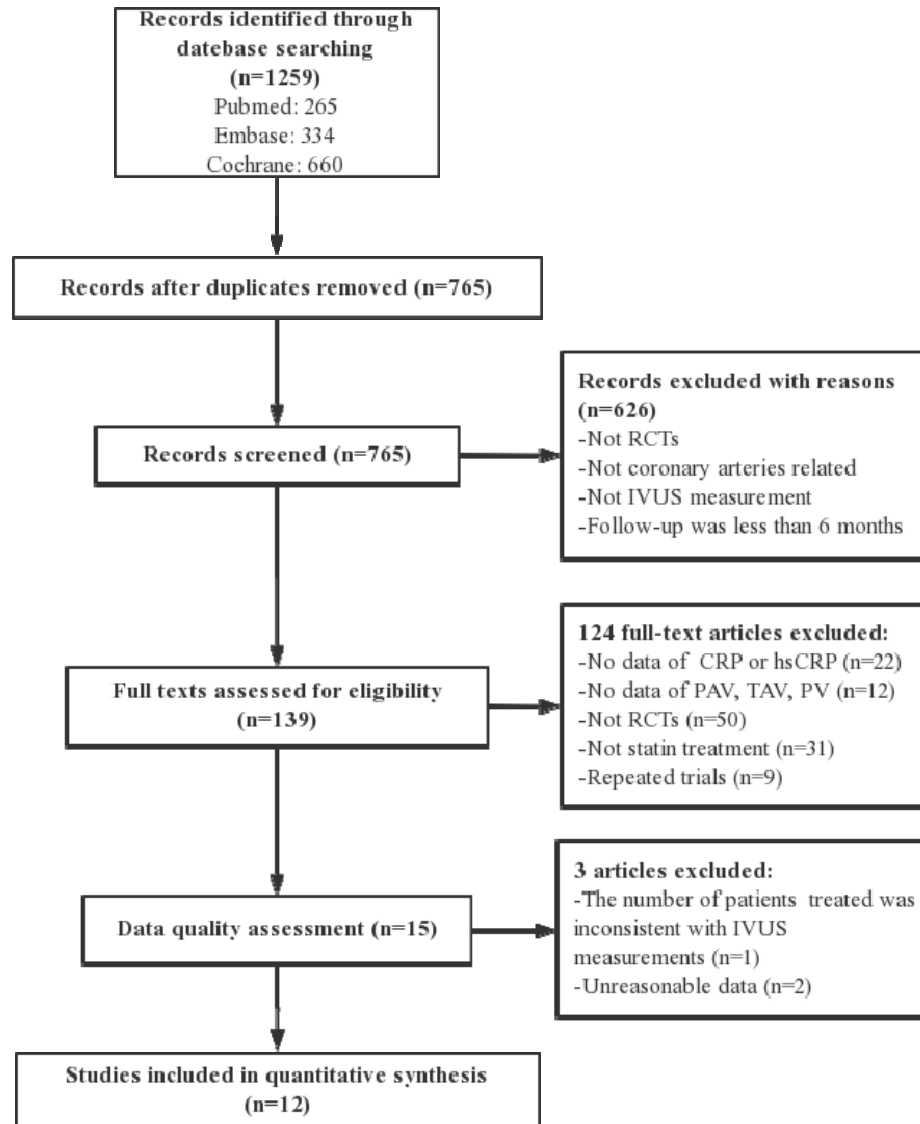 Records identified through
datebase searching
(n=1259)
Pubmed: 265
Embase: 334
Cochrane: 660
Records after duplicates removed (n=765)
Records excluded with reasons
(n=626)
-Not RCTs
-Not coronary arteries related
-Not IVUS measurement
-Follow-up was less than 6 months
Records screened (n=765)
124 full-text articles excluded:
-No data of CRP or hsCRP (n=22)
-No data of PAV, TAV, PV (n=12)
-Not RCTs (n=50)
-Not statin treatment (n=31)
-Repeated trials (n=9)
Full texts assessed for eligibility
(n=139)
3 articles excluded:
-The number of patients treated was
inconsistent with IVUS
measurements (n=1)
-Unreasonable data (n=2)
Data quality assessment (n=15)
Studies included in quantitative synthesis
(n=12)